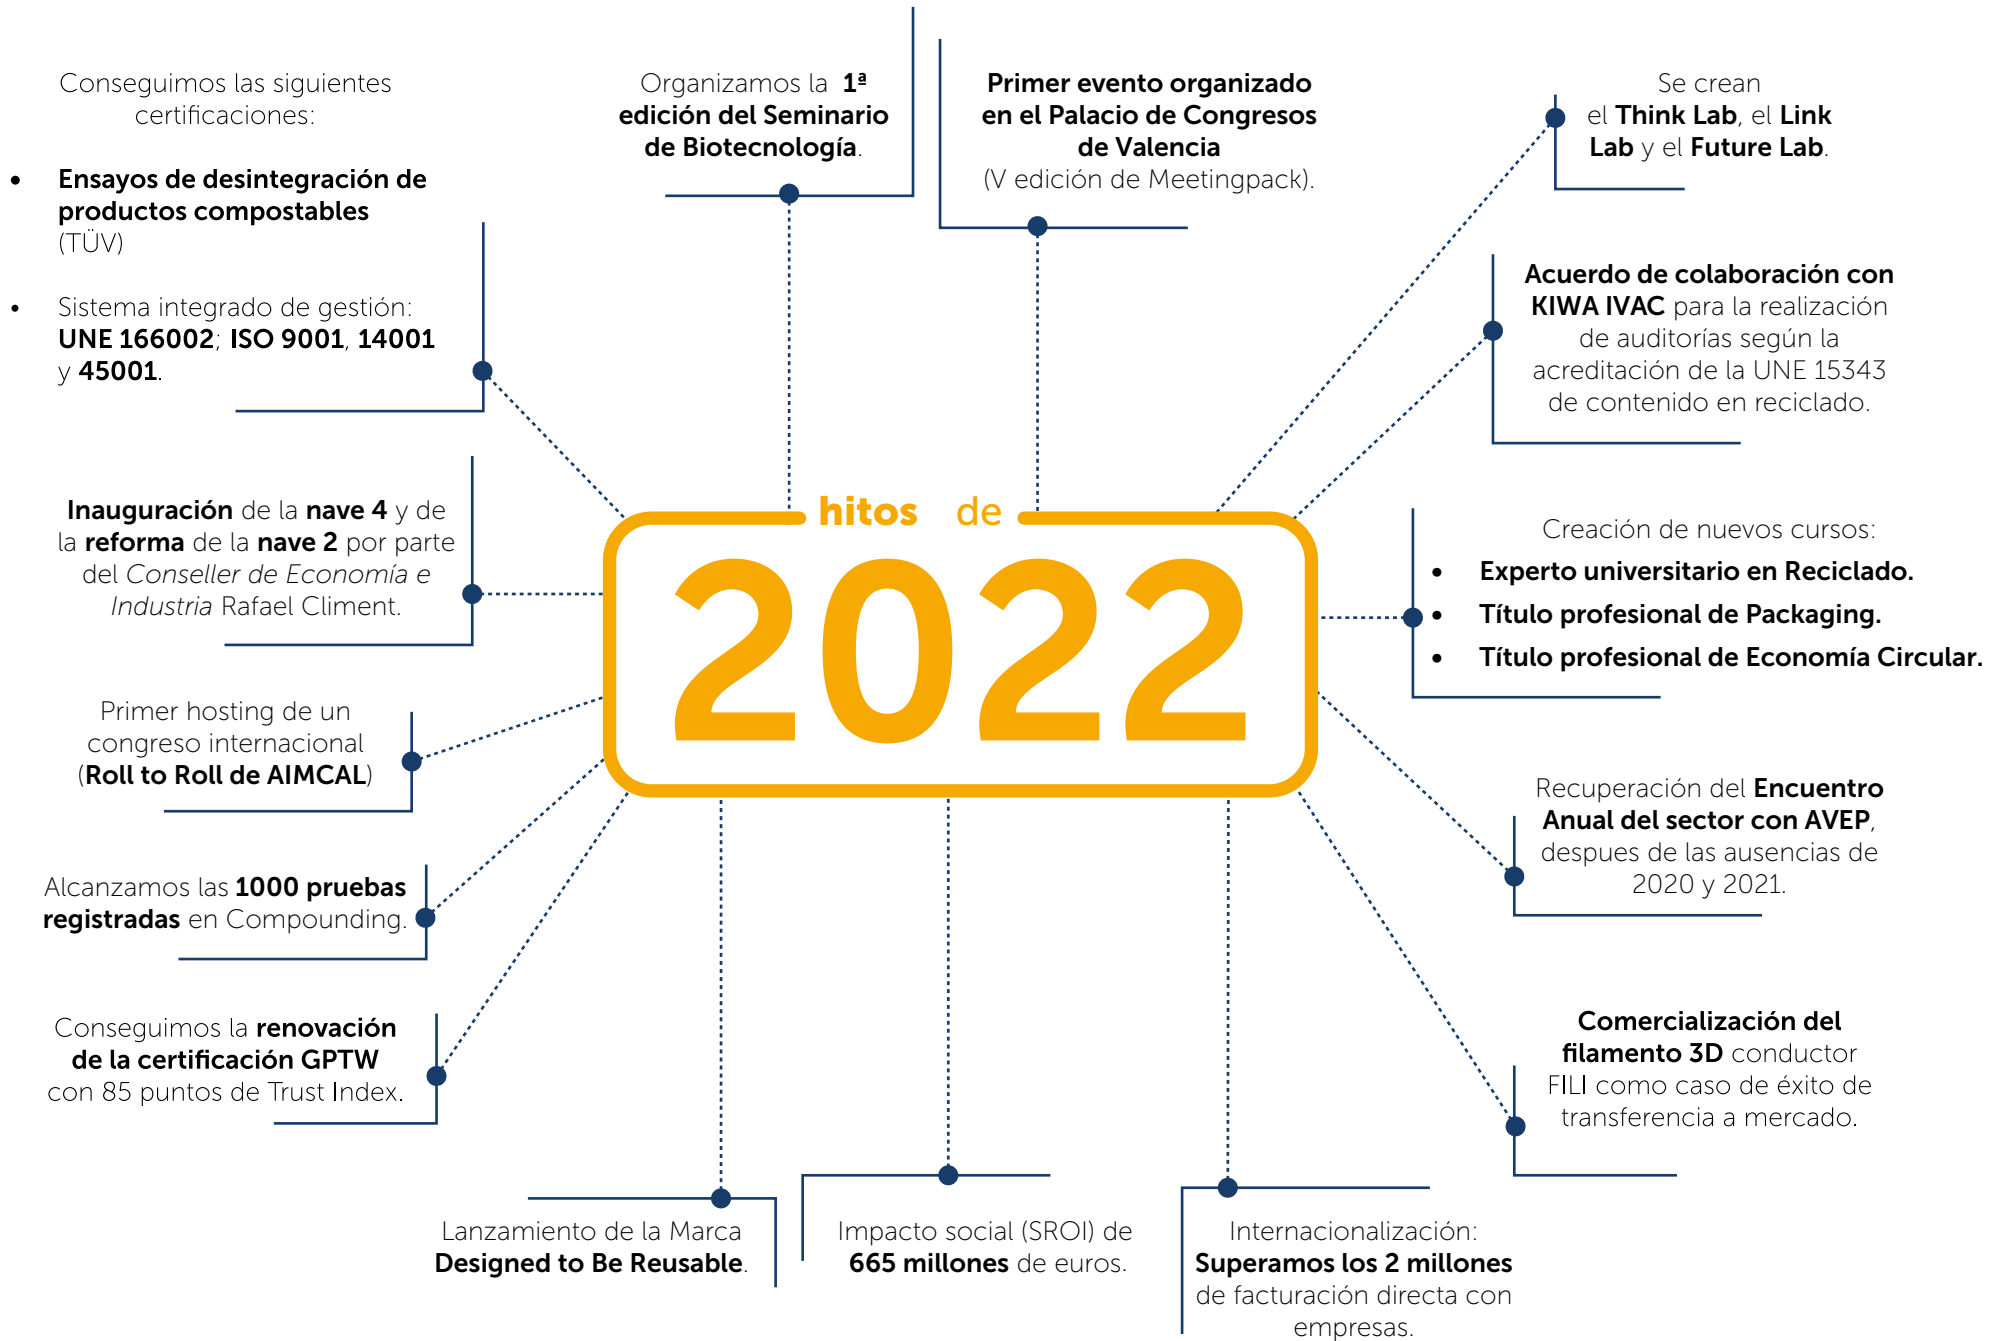 Conseguimos las siguientes
certificaciones:
• Ensayos de desintegración de
productos compostables
(TÜV)
• Sistema integrado de gestión:
UNE 166002; ISO 9001, 14001
y 45001.
Organizamos la 1ª
edición del Seminario
de Biotecnología.
Primer evento organizado
en el Palacio de Congresos
de Valencia
(V edición de Meetingpack).
Se crean
el Think Lab, el Link
Lab y el Future Lab.
Acuerdo de colaboración con
KIWA IVAC para la realización
de auditorías según la
acreditación de la UNE 15343
de contenido en reciclado.
Inauguración de la nave 4 y de
la reforma de la nave 2 por parte
del Conseller de Economía e
Industria Rafael Climent.
hitos de
2022
Creación de nuevos cursos:
• Experto universitario en Reciclado.
• Título profesional de Packaging.
• Título profesional de Economía Circular.
Primer hosting de un
congreso internacional
(Roll to Roll de AIMCAL)
Recuperación del Encuentro
Anual del sector con AVEP,
despues de las ausencias de
2020 y 2021.
Alcanzamos las 1000 pruebas
registradas en Compounding.
Conseguimos la renovación
de la certificación GPTW
con 85 puntos de Trust Index.
Comercialización del
filamento 3D conductor
FILI como caso de éxito de
transferencia a mercado.
Lanzamiento de la Marca
Designed to Be Reusable.
Impacto social (SROI) de
665 millones de euros.
Internacionalización:
Superamos los 2 millones
de facturación directa con
empresas.